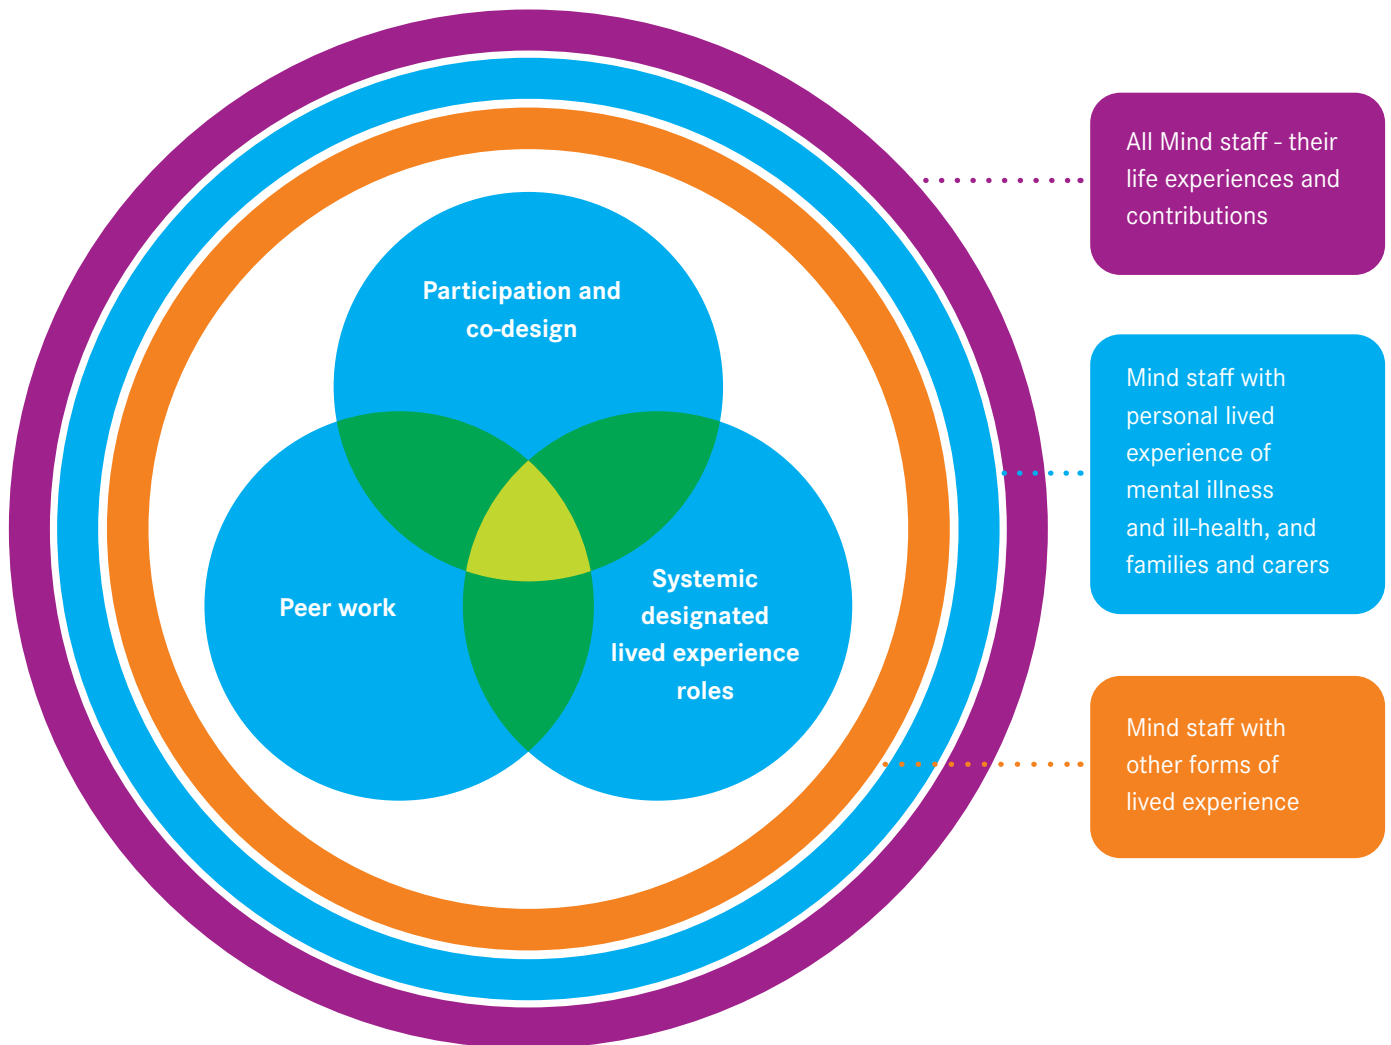 Participation and
co-design
Peer work
Systemic
designated
lived experience
roles
All Mind staff - their
life experiences and
contributions
Mind staff with
personal lived
experience of
mental illness
and ill-health, and
families and carers
Mind staff with
other forms of
lived experience